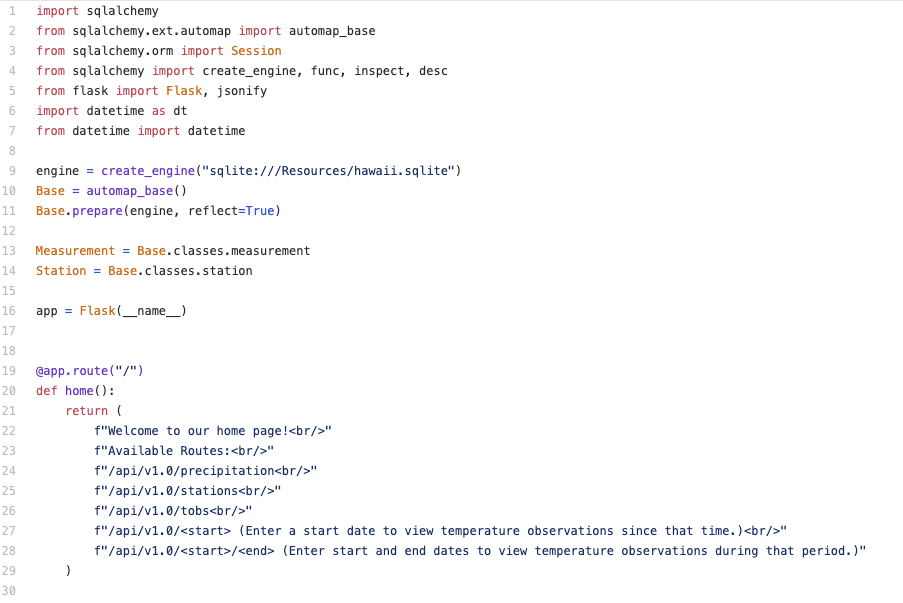 1 import sqlalchemy
2 from sqlalchemy.ext.automap import automap_base
3 from sqlalchemy.orm import Session
4 from sqlalchemy import create_engine, func, inspect, desc
5 from flask import Flask, jsonify
6 import datetime as dt
7 from datetime import datetime
8
9 engine = create_engine("sqlite:///Resources/hawaii.sqlite")
10 Base = automap_base()
11 Base.prepare(engine, reflect=True)
12
13 Measurement = Base.classes.measurement
14 Station = Base.classes.station
15
16 app = Flask(__name__)
17
18
19 @app.route("/")
20 def home():
21     return (
22         f"Welcome to our home page!<br/>"
23         f"Available Routes:<br/>"
24         f"/api/v1.0/precipitation<br/>"
25         f"/api/v1.0/stations<br/>"
26         f"/api/v1.0/tobs<br/>"
27         f"/api/v1.0/<start> (Enter a start date to view temperature observations since that time.)<br/>"
28         f"/api/v1.0/<start>/<end> (Enter start and end dates to view temperature observations during that period.)"
29     )
30